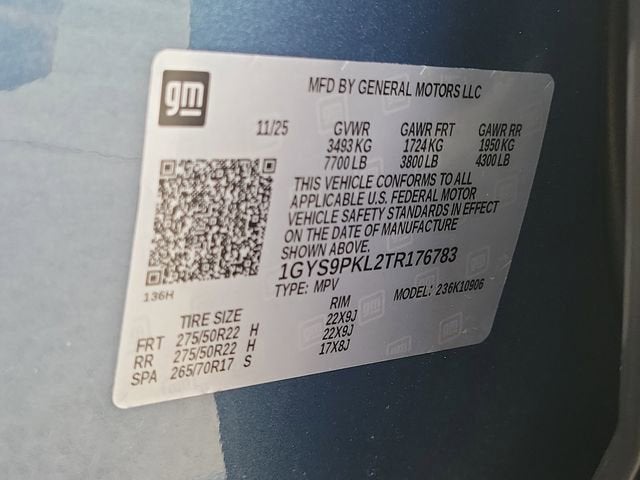 gm
MFD BY GENERAL MOTORS LLC
11/25 GVWR GAWR FRT GAWR RR
3493 KG 1724 KG 1950 KG
7700 LB 3800 LB 4300 LB
THIS VEHICLE CONFORMS TO ALL
APPLICABLE U.S. FEDERAL MOTOR
VEHICLE SAFETY STANDARDS IN EFFECT
ON THE DATE OF MANUFACTURE
SHOWN ABOVE.
1GYS9PKL2TR176783
TYPE: MPV MODEL: 236K10906
136H
TIRE SIZE RIM
FRT 275/50R22 H 22X9J
RR 275/50R22 H 22X9J
SPA 265/70R17 S 17X8J